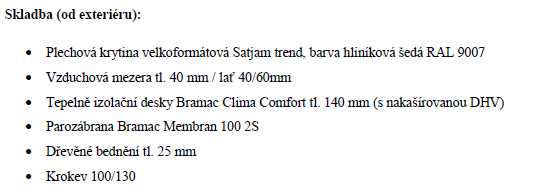 Skladba (od exteriéru):
• Plechová krytina velkoformátová Satjam trend, barva hliníková šedá RAL 9007
• Vzduchová mezera tl. 40 mm / lať 40/60mm
• Tepelně izolační desky Bramac Clima Comfort tl. 140 mm (s nakašírovanou DHV)
• Parozábrana Bramac Membran 100 2S
• Dřevěné bednění tl. 25 mm
• Krokev 100/130